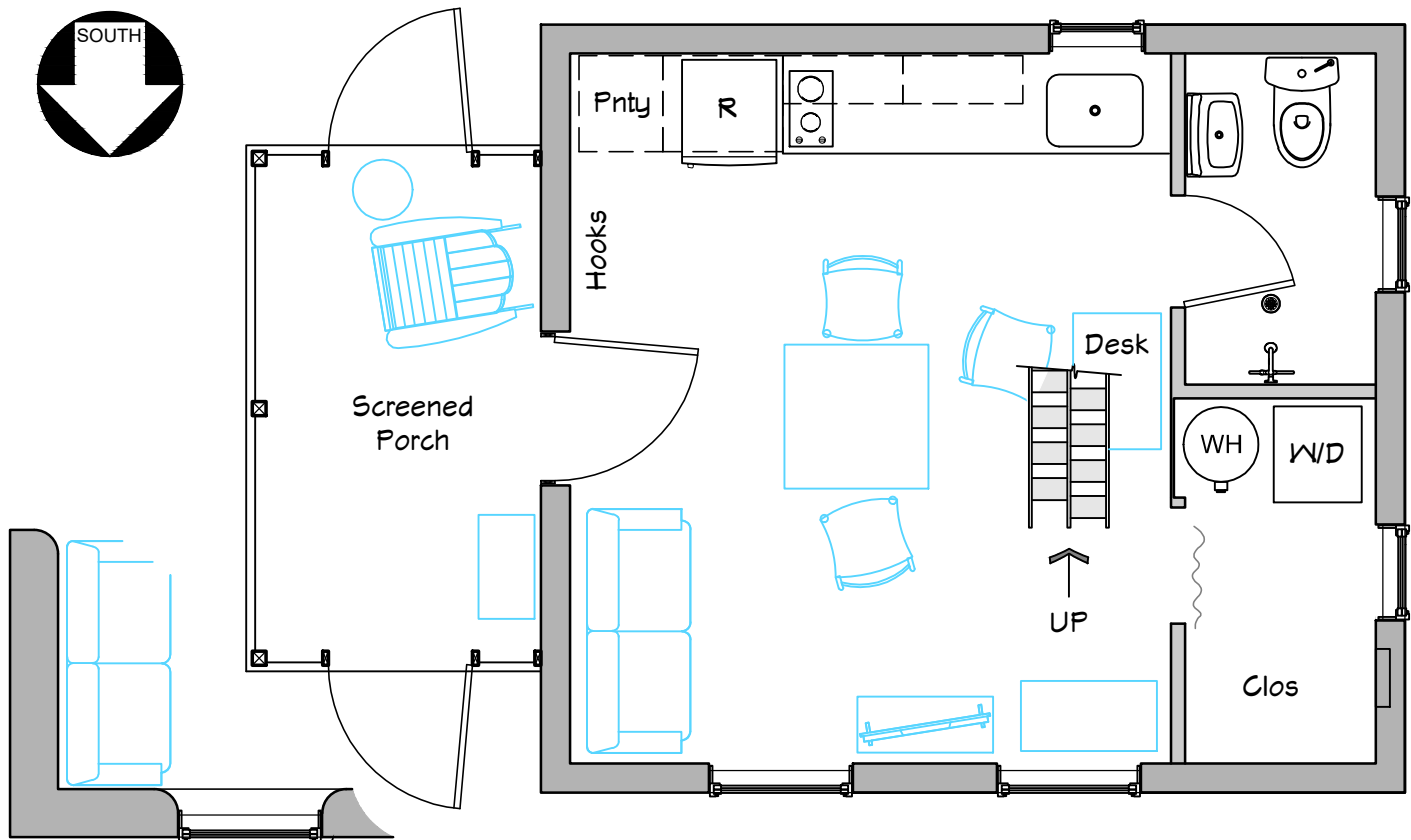 SOUTH
Pnty
R
Hooks
Desk
Screened
Porch
WH
W/D
UP
Clos